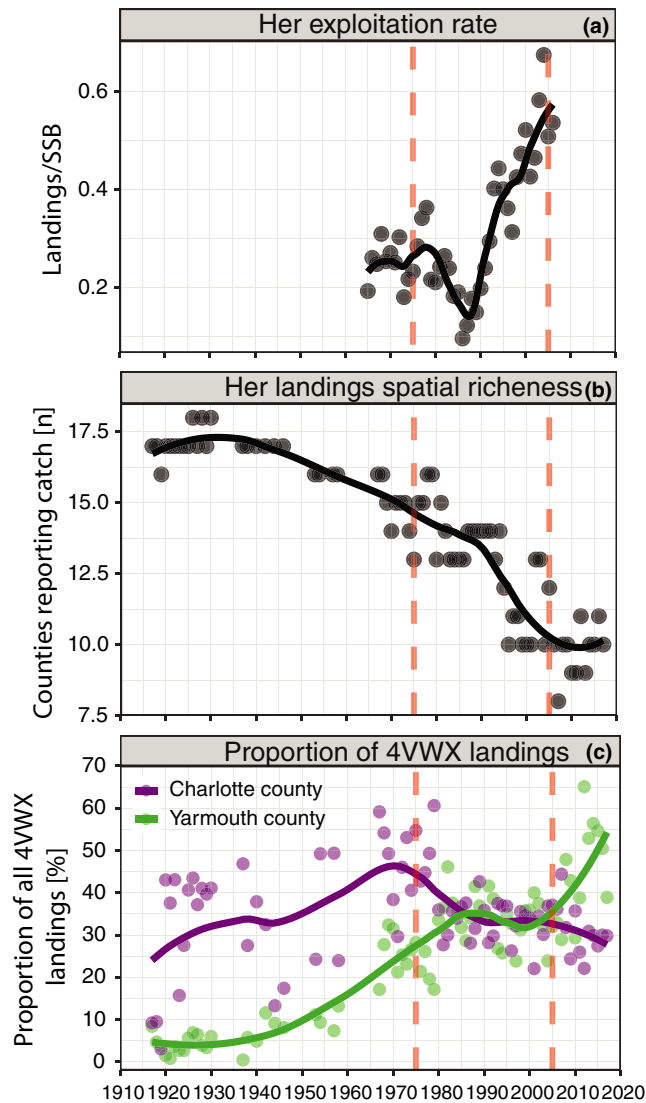 Her exploitation rate (a)
Landings/SSB
0.6
0.4
0.2
Her landings spatial richeness (b)
Counties reporting catch [n]
17.5
15.0
12.5
10.0
7.5
Proportion of 4VWX landings (c)
Proportion of all 4VWX
landings [%]
70
60
50
40
30
20
10
0
Charlotte county
Yarmouth county
1910 1920 1930 1940 1950 1960 1970 1980 1990 2000 2010 2020